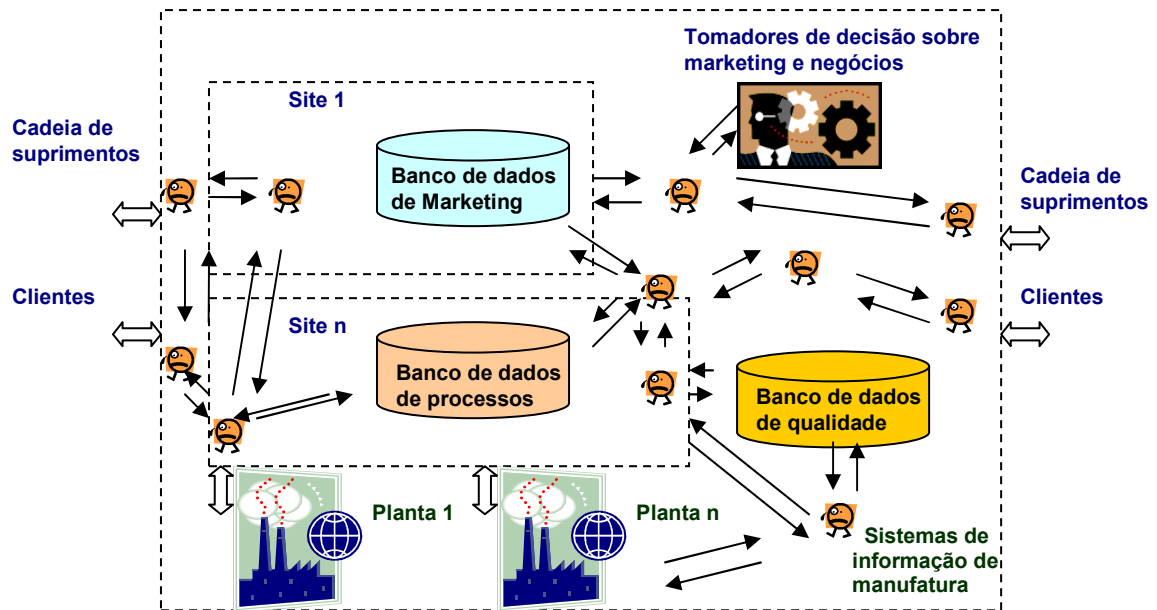 Tomadores de decisão sobre
marketing e negócios
Site 1
Cadeia de
suprimentos
Banco de dados
de Marketing
Cadeia de
suprimentos
Clientes
Clientes
Site n
Banco de dados
de processos
Banco de dados
de qualidade
Planta 1
Planta n
Sistemas de
informação de
manufatura